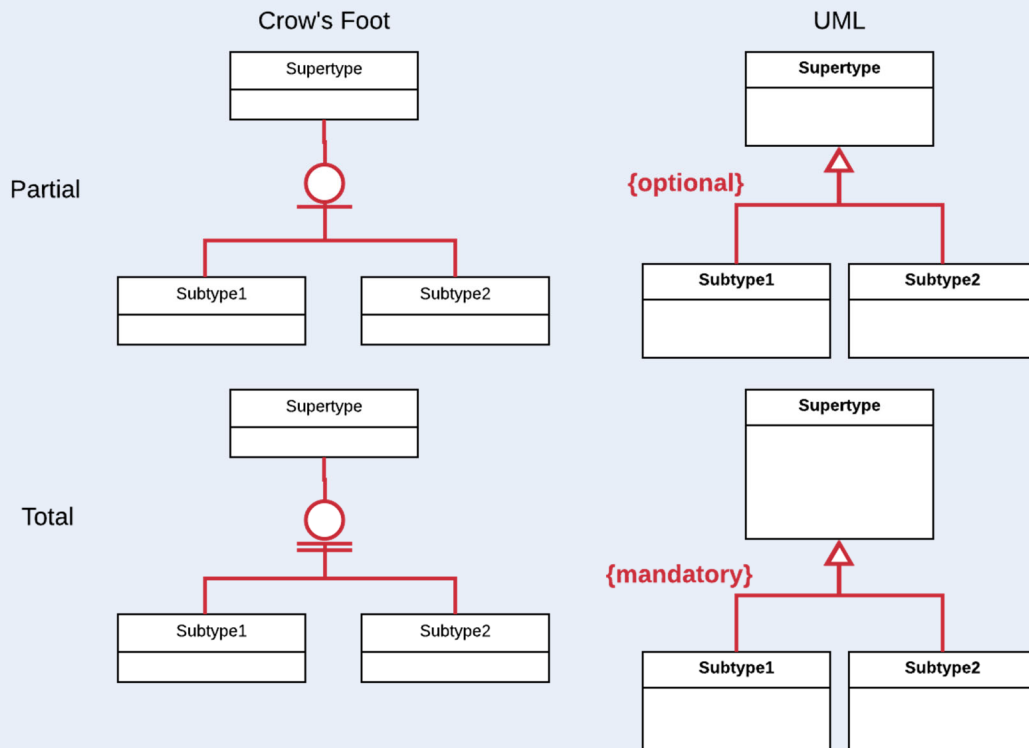 Crow's Foot
UML
Supertype
Supertype
Partial
{optional}
Subtype1
Subtype2
Subtype1
Subtype2
Supertype
Supertype
Total
{mandatory}
Subtype1
Subtype2
Subtype1
Subtype2